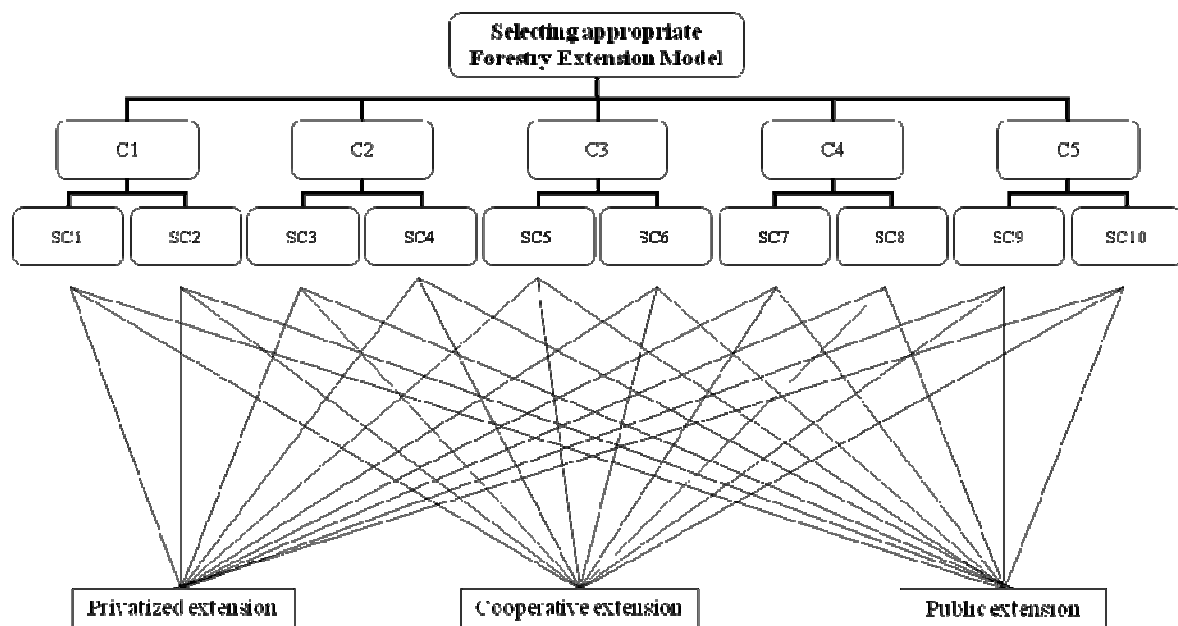 Selecting appropriate
Forestry Extension Model
C1
C2
C3
C4
C5
SC1
SC2
SC3
SC4
SC5
SC6
SC7
SC8
SC9
SC10
Privatized extension
Cooperative extension
Public extension